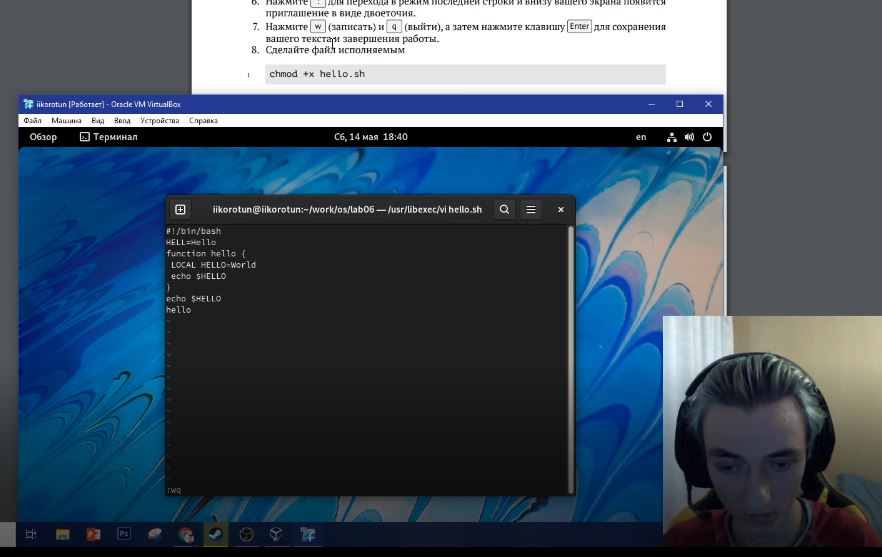 6. Нажмите : для перехода в режим последней строки и внизу вашего экрана появится
приглашение в виде двоеточия.
7. Нажмите w (записать) и q (выйти), а затем нажмите клавишу Enter для сохранения
вашего текста и завершения работы.
8. Сделайте файл исполняемым
1 chmod +x hello.sh
iikorotun [Работает] - Oracle VM VirtualBox
Файл Машина Вид Ввод Устройства Справка
Обзор Терминал Сб, 14 мая 18:40 en
iikorotun@iikorotun:~/work/os/lab06 — /usr/libexec/vi hello.sh
#!/bin/bash
HELL=Hello
function hello {
LOCAL HELLO=World
echo $HELLO
}
echo $HELLO
hello
:wq